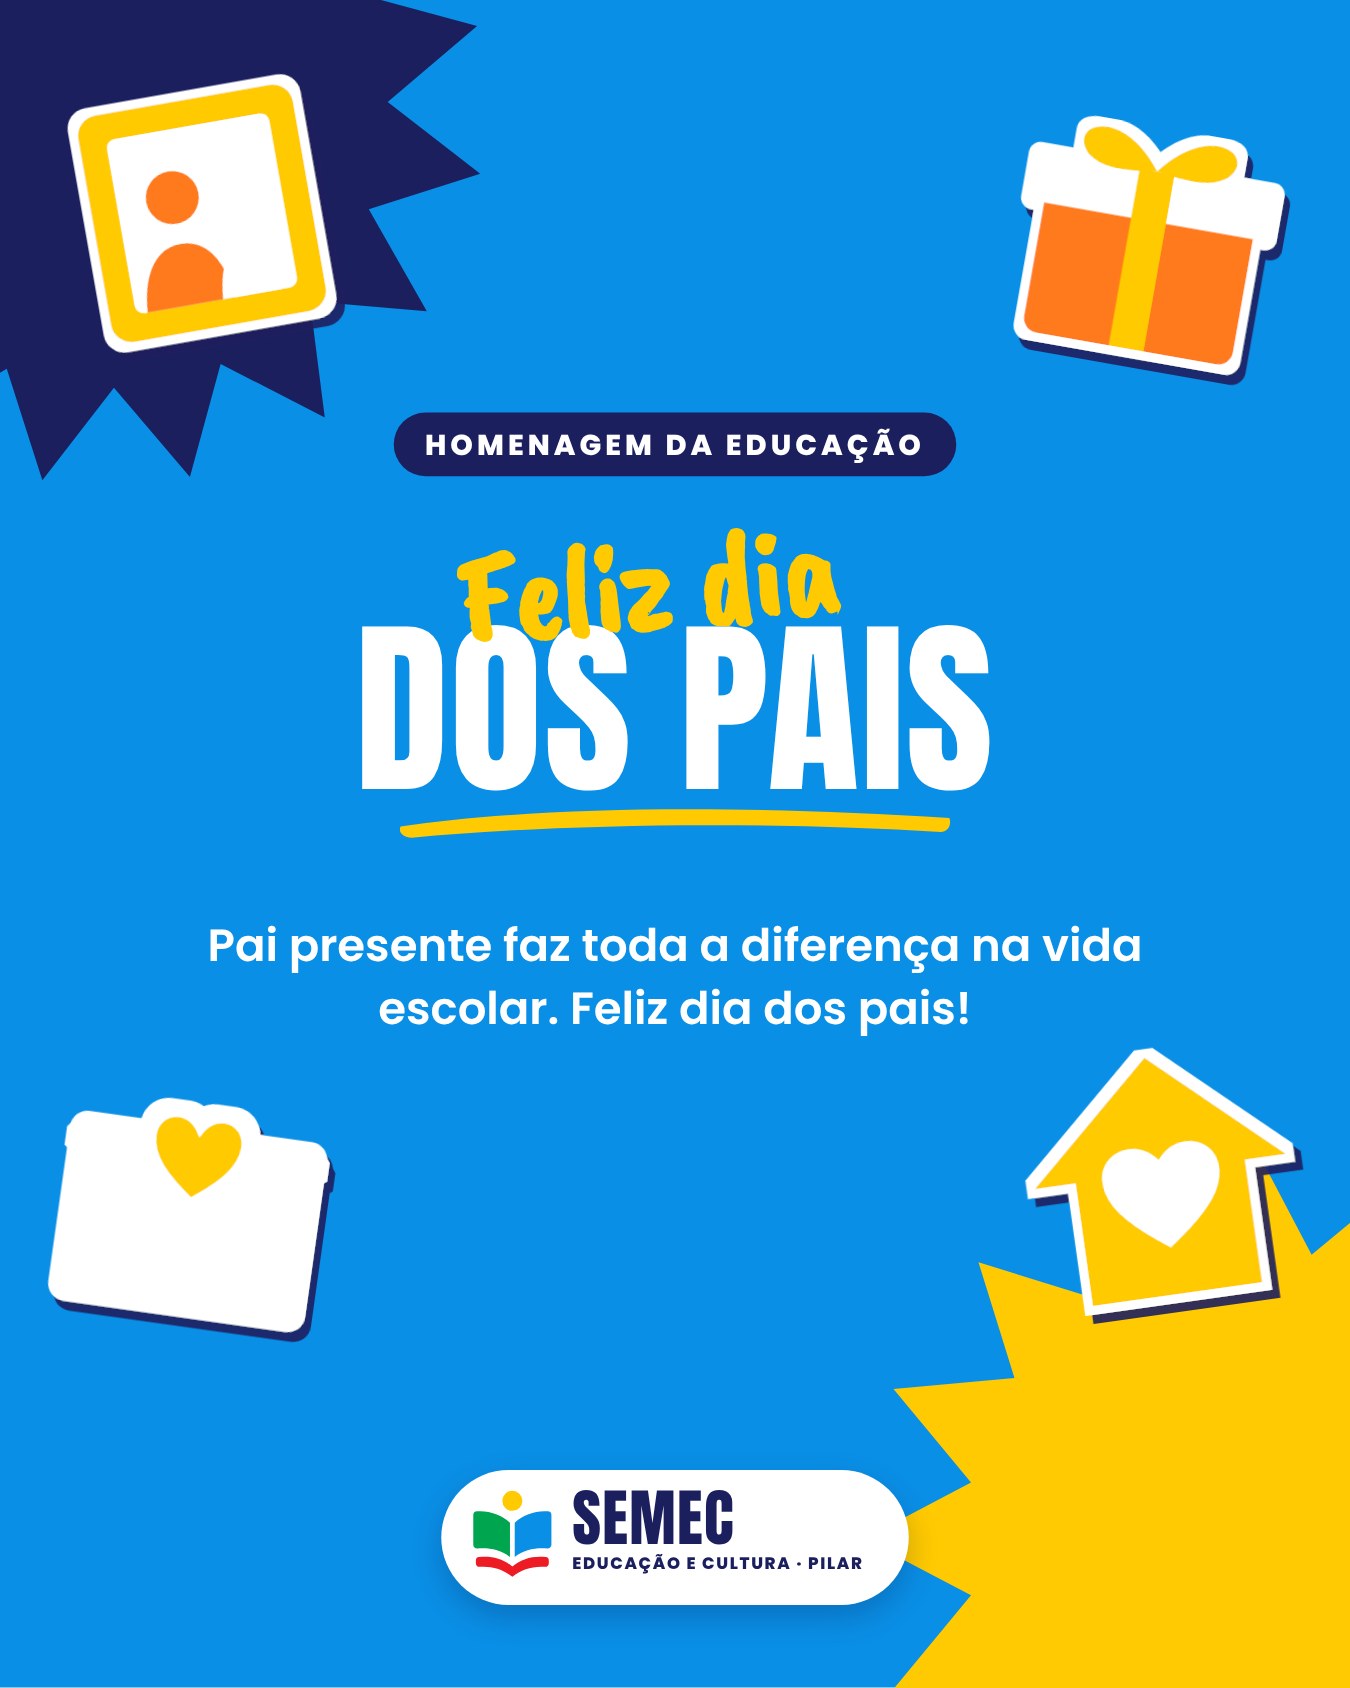 HOMENAGEM DA EDUCAÇÃO
Feliz dia
DOS PAIS
Pai presente faz toda a diferença na vida
escolar. Feliz dia dos pais!
SEMEC
EDUCAÇÃO E CULTURA · PILAR